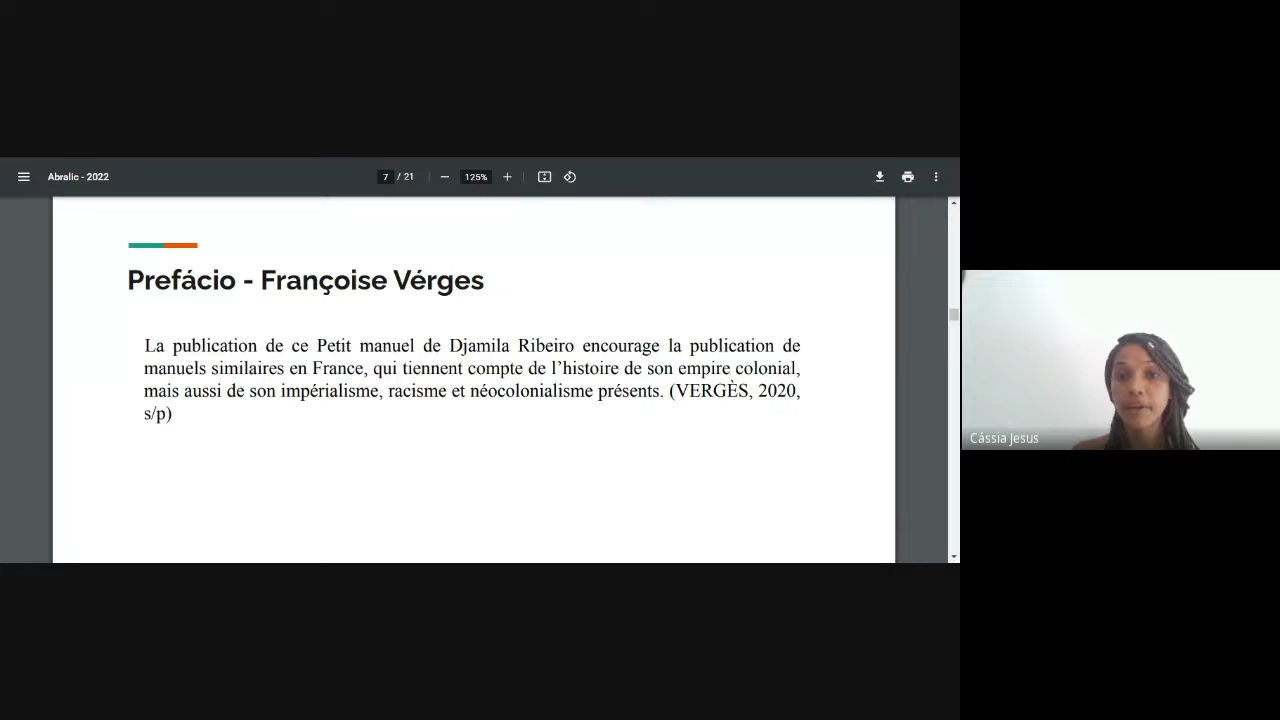 Abralic - 2022
7 / 21
125%
Prefácio - Françoise Vérges
La publication de ce Petit manuel de Djamila Ribeiro encourage la publication de
manuels similaires en France, qui tiennent compte de l’histoire de son empire colonial,
mais aussi de son impérialisme, racisme et néocolonialisme présents. (VERGÈS, 2020,
s/p)
Cássia Jesus